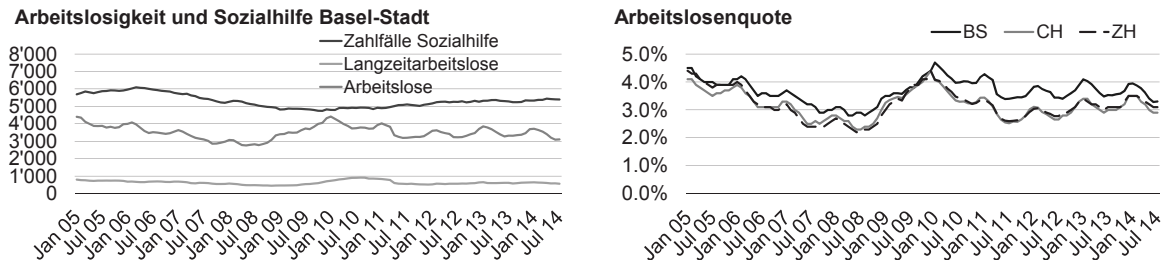 Arbeitslosigkeit und Sozialhilfe Basel-Stadt
Zahlfälle Sozialhilfe
Langzeitarbeitslose
Arbeitslose
8'000
7'000
6'000
5'000
4'000
3'000
2'000
1'000
0
Jan 05
Jul 05
Jan 06
Jul 06
Jan 07
Jul 07
Jan 08
Jul 08
Jan 09
Jul 09
Jan 10
Jul 10
Jan 11
Jul 11
Jan 12
Jul 12
Jan 13
Jul 13
Jan 14
Jul 14
Arbeitslosenquote
BS CH ZH
5.0%
4.0%
3.0%
2.0%
1.0%
0.0%
Jan 05
Jul 05
Jan 06
Jul 06
Jan 07
Jul 07
Jan 08
Jul 08
Jan 09
Jul 09
Jan 10
Jul 10
Jan 11
Jul 11
Jan 12
Jul 12
Jan 13
Jul 13
Jan 14
Jul 14